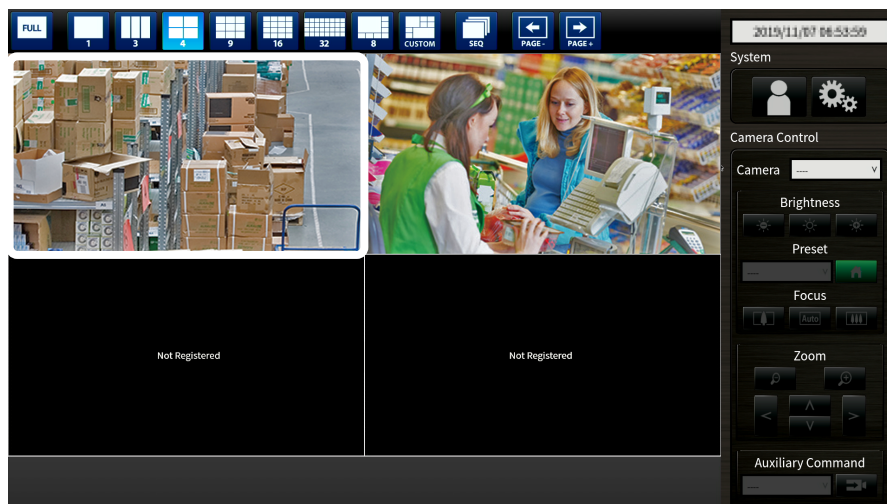 FULL 1 3 4 9 16 32 8 CUSTOM SEQ PAGE - PAGE +
2019/11/07 06:53:59
System
Camera Control
Camera ---- v
Brightness
Preset
---- v
Focus
Auto
Zoom
Not Registered Not Registered
Auxiliary Command
---- v